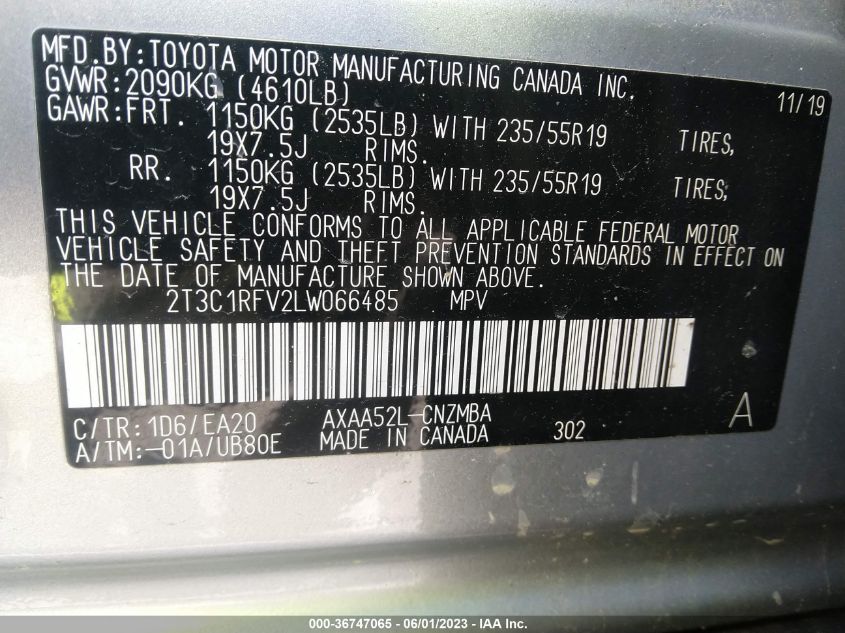 MFD.BY:TOYOTA MOTOR MANUFACTURING CANADA INC.
GVWR:2090KG (4610LB) 11/19
GAWR:FRT. 1150KG (2535LB) WITH 235/55R19 TIRES,
19X7.5J RIMS.
RR. 1150KG (2535LB) WITH 235/55R19 TIRES,
19X7.5J RIMS.
THIS VEHICLE CONFORMS TO ALL APPLICABLE FEDERAL MOTOR
VEHICLE SAFETY AND THEFT PREVENTION STANDARDS IN EFFECT ON
THE DATE OF MANUFACTURE SHOWN ABOVE.
2T3C1RFV2LW066485 MPV
C/TR:1D6/EA20 AXAA52L-CNZMBA A
A/TM:-01A/UB80E MADE IN CANADA 302
000-36747065 - 06/01/2023 - IAA Inc.